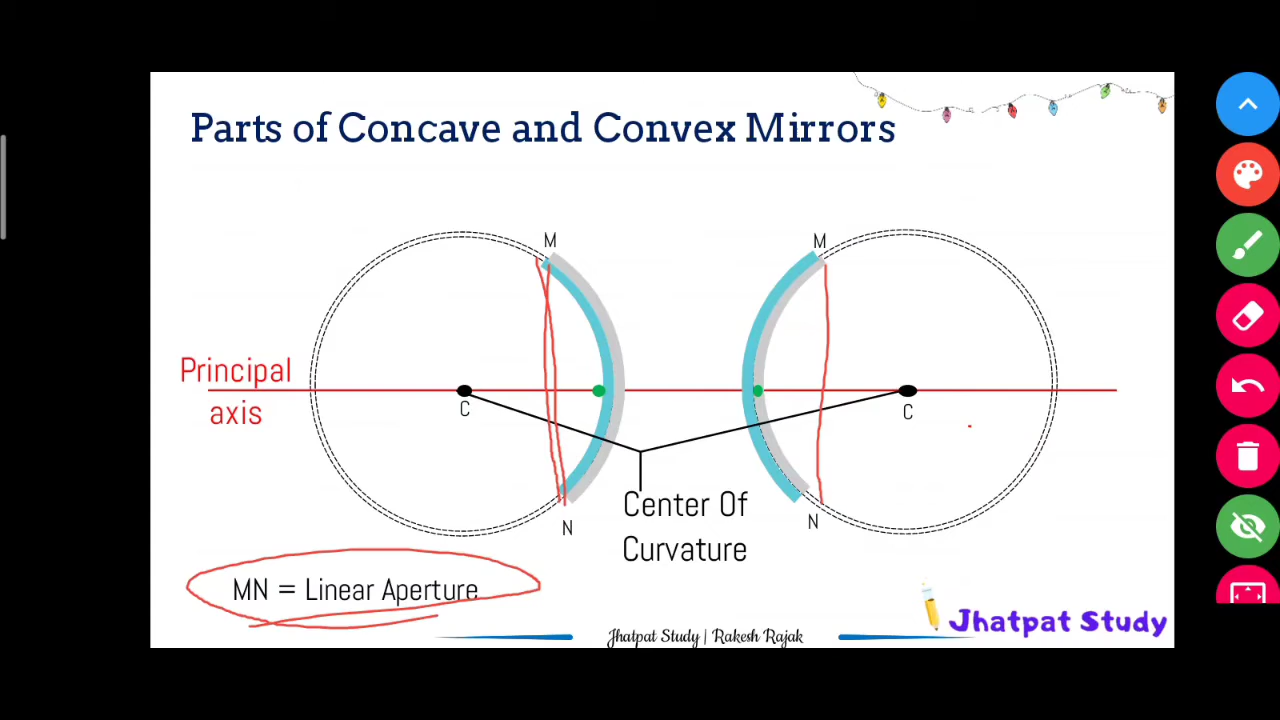 Parts of Concave and Convex Mirrors
M
M
Principal
axis
C
C
Center Of
Curvature
N
N
MN = Linear Aperture
Jhatpat Study | Rakesh Rajak
Jhatpat Study